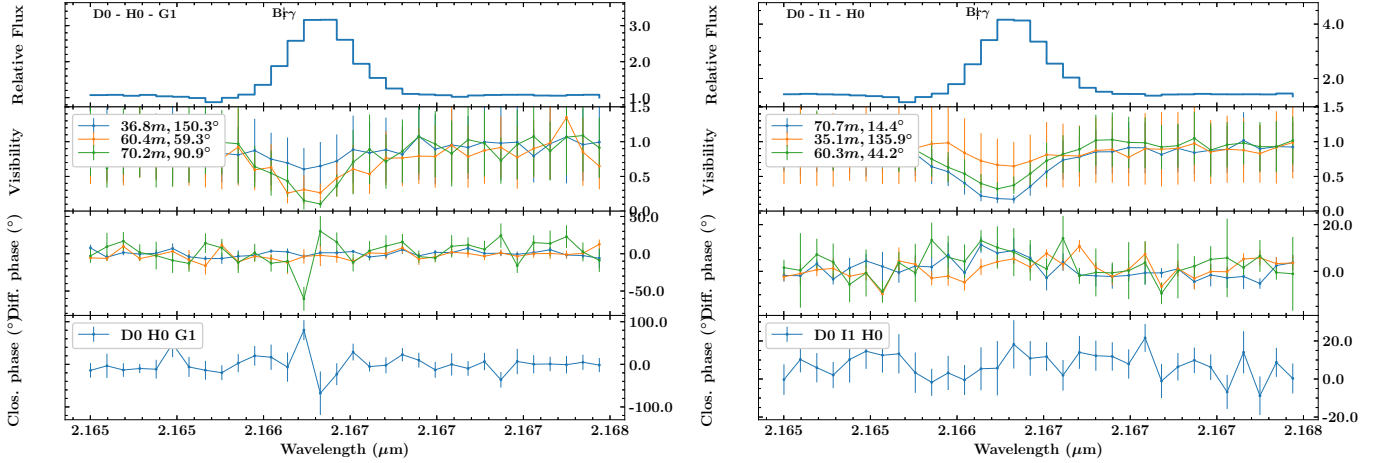 D0 - H0 - G1
Brγ
Relative Flux
3.0
2.0
1.0
36.8m, 150.3°
60.4m, 59.3°
70.2m, 90.9°
Visibility
1.5
1.0
0.5
0.0
Diff. phase (°)
50.0
0.0
-50.0
D0 H0 G1
Clos. phase (°)
100.0
0.0
-100.0
2.165 2.165 2.166 2.166 2.167 2.167 2.168
Wavelength (μm)
D0 - I1 - H0
Brγ
Relative Flux
4.0
2.0
70.7m, 14.4°
35.1m, 135.9°
60.3m, 44.2°
Visibility
1.5
1.0
0.5
0.0
Diff. phase (°)
20.0
0.0
D0 I1 H0
Clos. phase (°)
20.0
0.0
-20.0
2.165 2.165 2.166 2.166 2.167 2.167 2.168
Wavelength (μm)